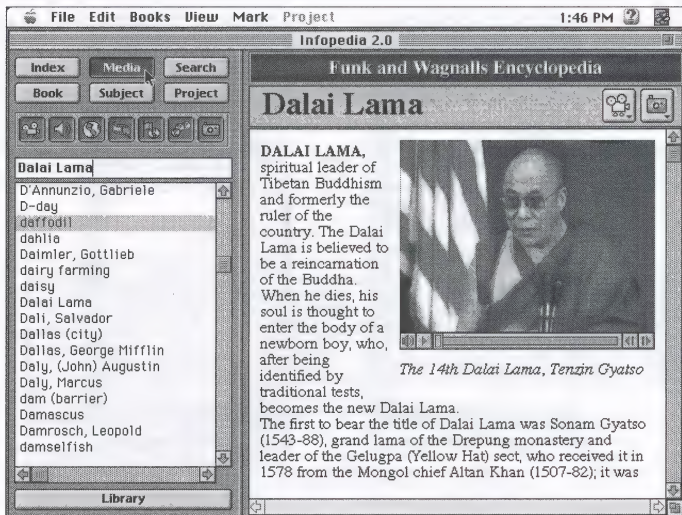 File Edit Books View Mark Project 1:46 PM
Infopedia 2.0
Index Media Search
Book Subject Project
Dalai Lama
D'Annunzio, Gabriele
D-day
daffodil
dahlia
Daimler, Gottlieb
dairy farming
daisy
Dalai Lama
Dali, Salvador
Dallas (city)
Dallas, George Mifflin
Daly, (John) Augustin
Daly, Marcus
dam (barrier)
Damascus
Damrosch, Leopold
damselfish
Library
Funk and Wagnalls Encyclopedia
Dalai Lama
DALAI LAMA,
spiritual leader of
Tibetan Buddhism
and formerly the
ruler of the
country. The Dalai
Lama is believed to
be a reincarnation
of the Buddha.
When he dies, his
soul is thought to
enter the body of a
newborn boy, who,
after being
identified by
traditional tests,
becomes the new Dalai Lama.
The 14th Dalai Lama, Tenzin Gyatso
The first to bear the title of Dalai Lama was Sonam Gyatso
(1543-88), grand lama of the Drepung monastery and
leader of the Gelugpa (Yellow Hat) sect, who received it in
1578 from the Mongol chief Altan Khan (1507-82); it was